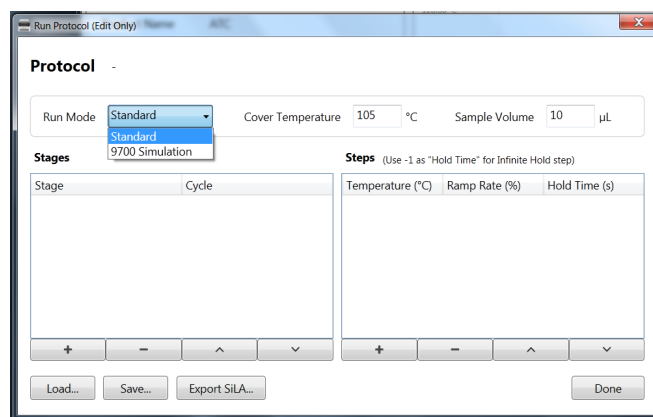 Run Protocol (Edit Only) Name ATC
Protocol -
Run Mode Standard Cover Temperature 105 °C Sample Volume 10 µL
Standard
9700 Simulation
Stages Steps (Use -1 as "Hold Time" for Infinite Hold step)
Stage Cycle Temperature (°C) Ramp Rate (%) Hold Time (s)
Load... Save... Export SiLA... Done